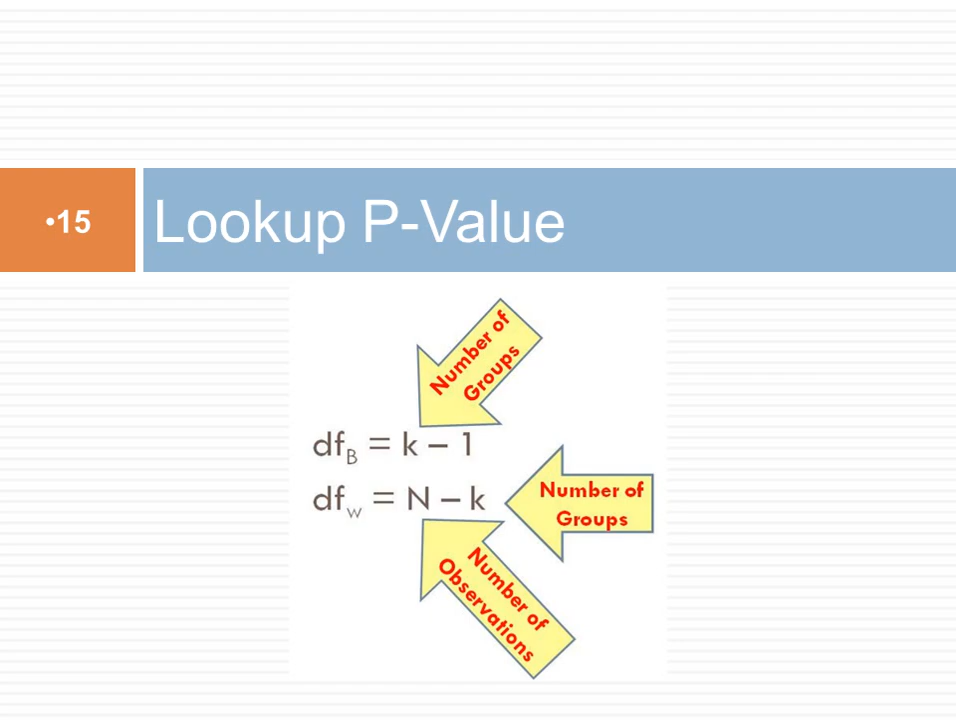 •15
Lookup P-Value
Number of
Groups
df_B = k – 1
df_w = N – k
Number of
Groups
Number of
Observations